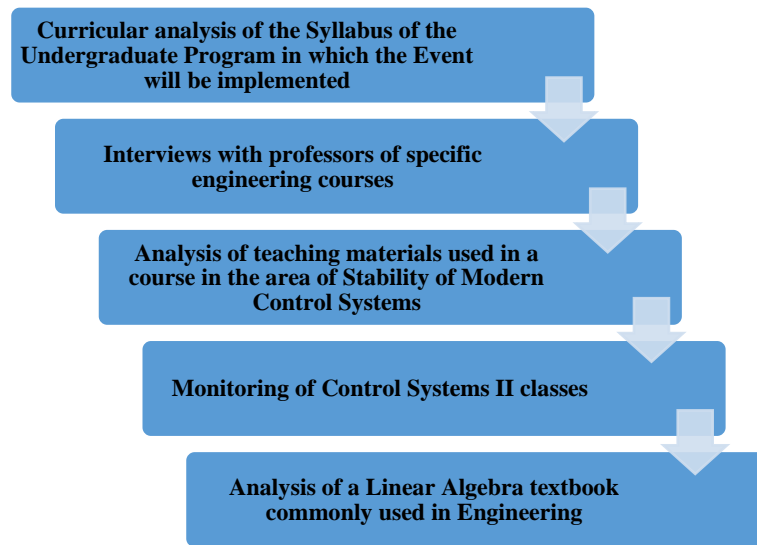 Curricular analysis of the Syllabus of the
Undergraduate Program in which the Event
will be implemented
Interviews with professors of specific
engineering courses
Analysis of teaching materials used in a
course in the area of Stability of Modern
Control Systems
Monitoring of Control Systems II classes
Analysis of a Linear Algebra textbook
commonly used in Engineering